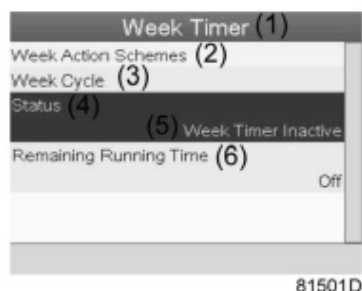 Week Timer (1)
Week Action Schemes (2)
Week Cycle (3)
Status (4)
(5) Week Timer Inactive
Remaining Running Time (6)
Off
81501D